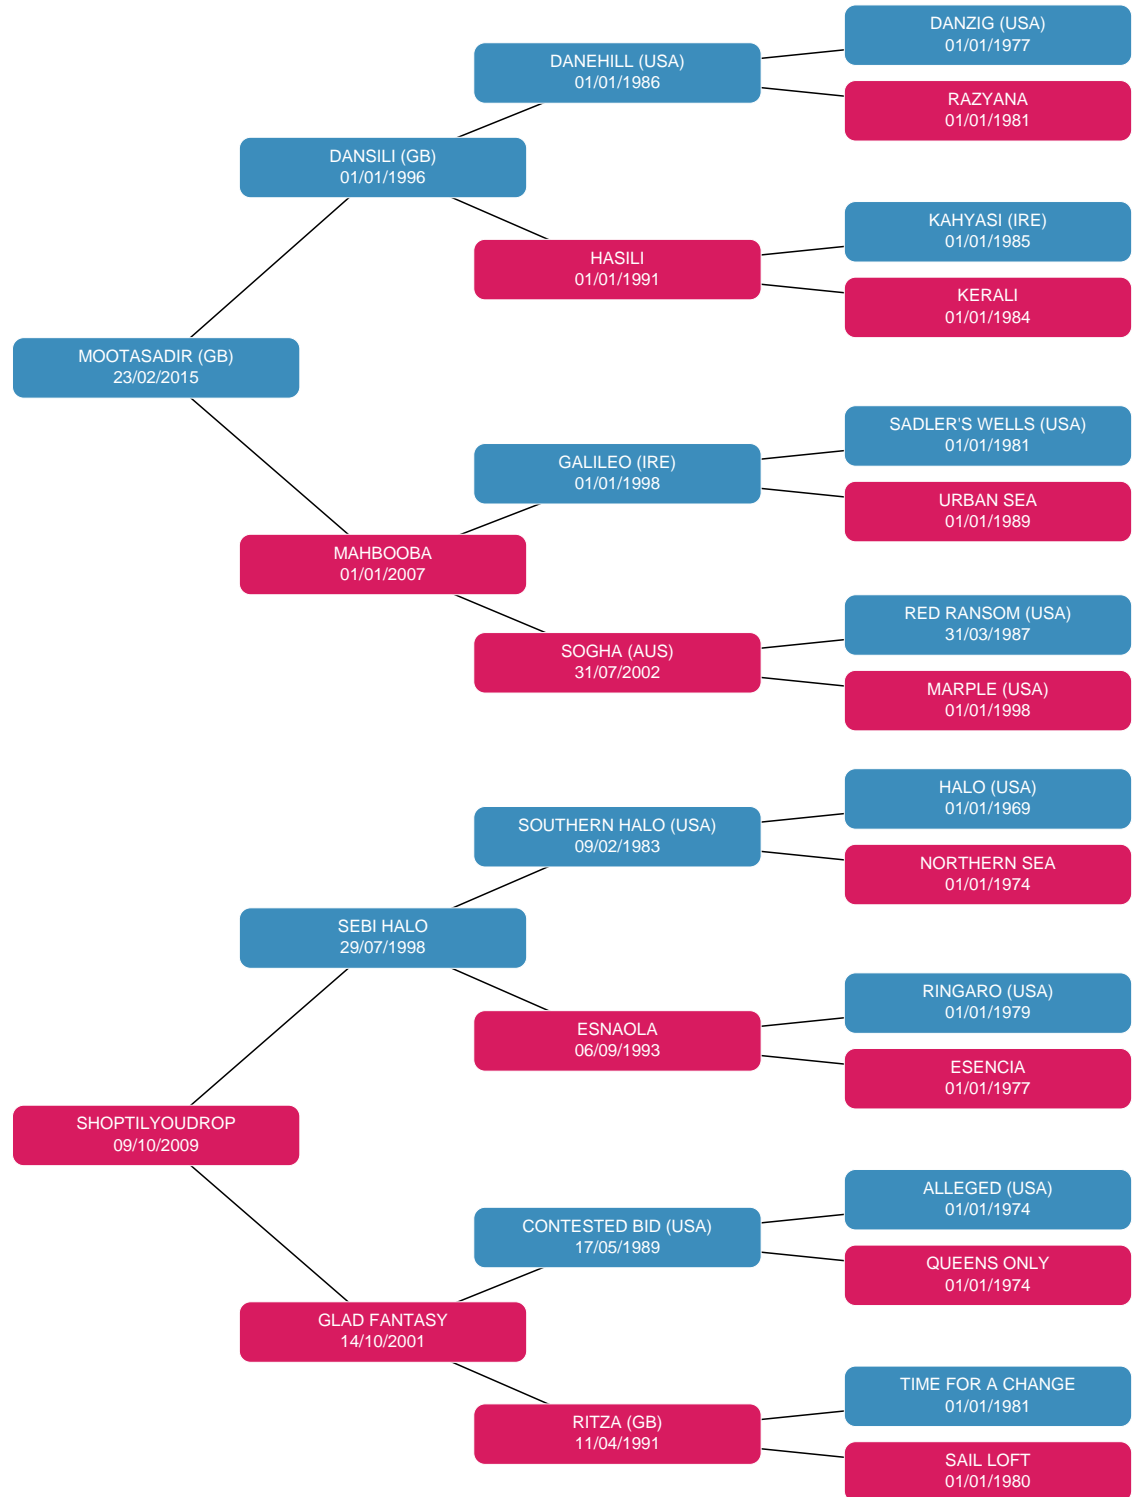 DANZIG (USA)
01/01/1977
DANEHILL (USA)
01/01/1986
RAZYANA
01/01/1981
DANSILI (GB)
01/01/1996
KAHYASI (IRE)
01/01/1985
HASILI
01/01/1991
KERALI
01/01/1984
MOOTASADIR (GB)
23/02/2015
SADLER'S WELLS (USA)
01/01/1981
GALILEO (IRE)
01/01/1998
URBAN SEA
01/01/1989
MAHBOOBA
01/01/2007
RED RANSOM (USA)
31/03/1987
SOGHA (AUS)
31/07/2002
MARPLE (USA)
01/01/1998
HALO (USA)
01/01/1969
SOUTHERN HALO (USA)
09/02/1983
NORTHERN SEA
01/01/1974
SEBI HALO
29/07/1998
RINGARO (USA)
01/01/1979
ESNAOLA
06/09/1993
ESENCIA
01/01/1977
SHOPTILYOUDROP
09/10/2009
ALLEGED (USA)
01/01/1974
CONTESTED BID (USA)
17/05/1989
QUEENS ONLY
01/01/1974
GLAD FANTASY
14/10/2001
TIME FOR A CHANGE
01/01/1981
RITZA (GB)
11/04/1991
SAIL LOFT
01/01/1980